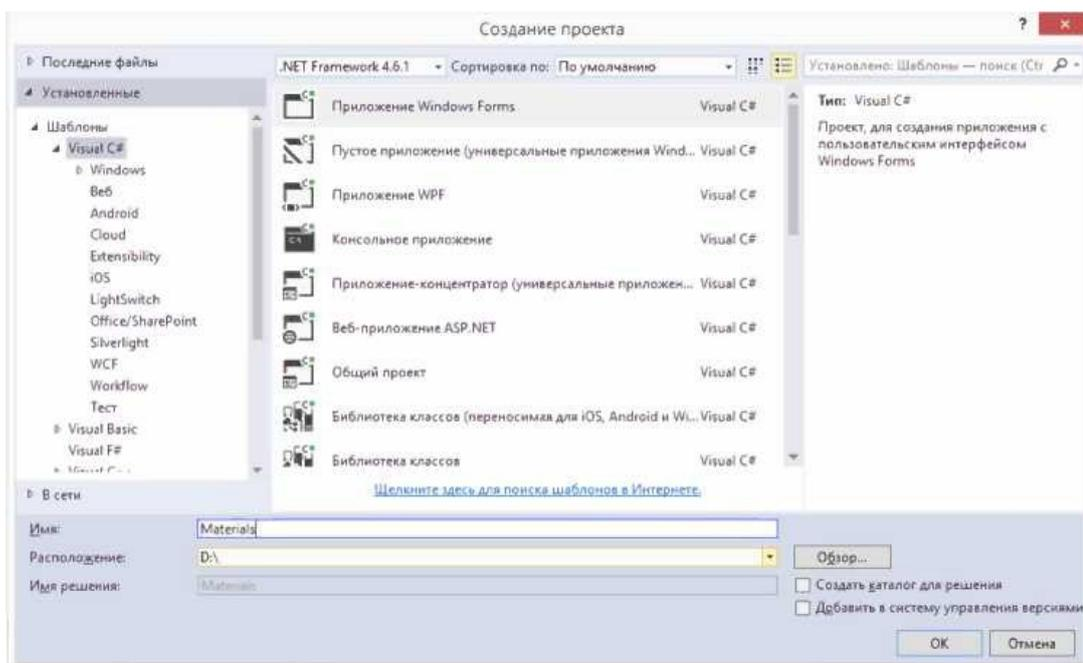 Создание проекта
?
Последние файлы
.NET Framework 4.6.1
Сортировка по: По умолчанию
Установлено: Шаблоны — поиск (Ctr
Установленные
Шаблоны
Visual C#
Windows
Веб
Android
Cloud
Extensibility
iOS
LightSwitch
Office/SharePoint
Silverlight
WCF
Workflow
Тест
Visual Basic
Visual F#
В сети
Приложение Windows Forms Visual C#
Пустое приложение (универсальные приложения Wind... Visual C#
Приложение WPF Visual C#
Консольное приложение Visual C#
Приложение-концентратор (универсальные приложен... Visual C#
Веб-приложение ASP.NET Visual C#
Общий проект Visual C#
Библиотека классов (переносимая для iOS, Android и Wi... Visual C#
Библиотека классов Visual C#
Щелкните здесь для поиска шаблонов в Интернете.
Тип: Visual C#
Проект, для создания приложения с
пользовательским интерфейсом
Windows Forms
Имя: Materials
Расположение: D:\
Обзор...
Имя решения: Materials
Создать каталог для решения
Добавить в систему управления версиями
OK
Отмена